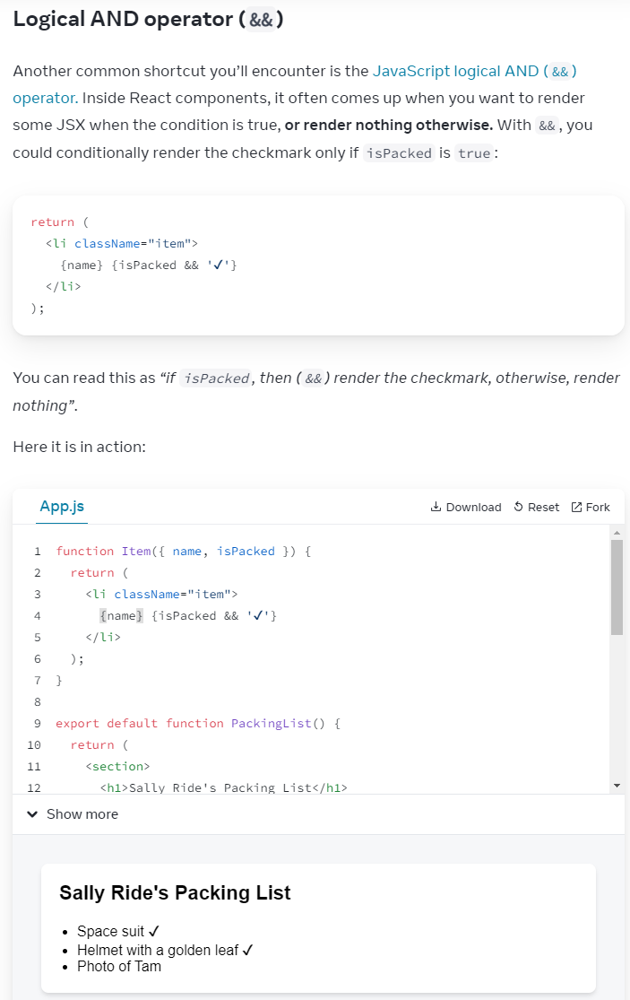 Logical AND operator (&&)
Another common shortcut you’ll encounter is the JavaScript logical AND (&&)
operator. Inside React components, it often comes up when you want to render
some JSX when the condition is true, or render nothing otherwise. With &&, you
could conditionally render the checkmark only if isPacked is true:
return (
  <li className="item">
    {name} {isPacked && '✓'}
  </li>
);
You can read this as “if isPacked, then (&&) render the checkmark, otherwise, render
nothing”.
Here it is in action:
App.js Download Reset Fork
1 function Item({ name, isPacked }) {
2   return (
3     <li className="item">
4       {name} {isPacked && '✓'}
5     </li>
6   );
7 }
8
9 export default function PackingList() {
10   return (
11     <section>
12       <h1>Sally Ride's Packing List</h1>
Show more
Sally Ride's Packing List
• Space suit ✓
• Helmet with a golden leaf ✓
• Photo of Tam